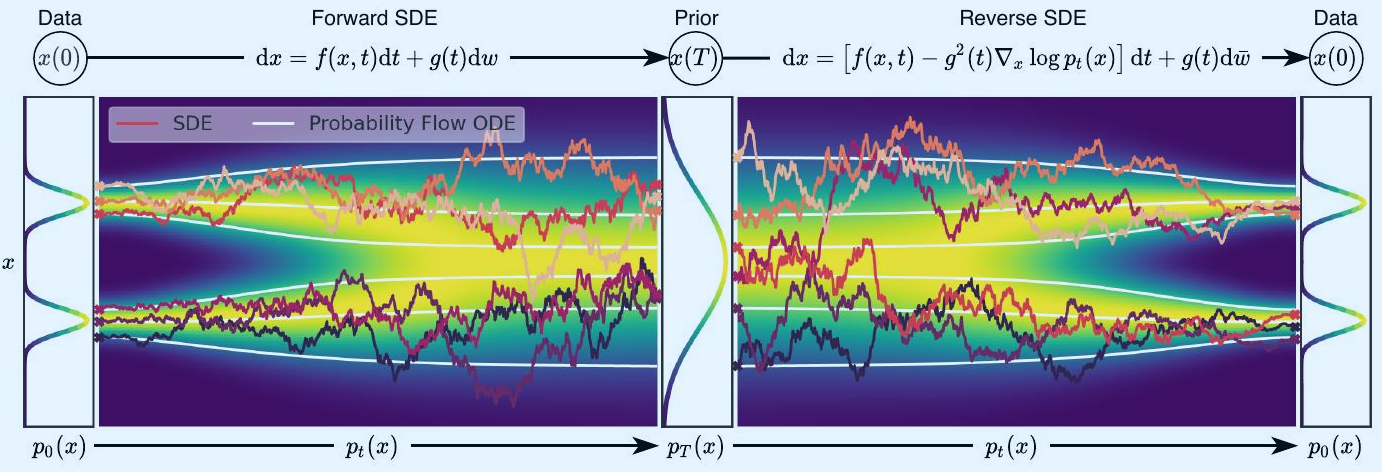 Data Forward SDE Prior Reverse SDE Data
x(0) dx = f(x, t)dt + g(t)dw x(T) dx = [f(x, t) − g²(t)∇ₓ log pₜ(x)] dt + g(t)dw̄ x(0)
SDE Probability Flow ODE
x
p₀(x) pₜ(x) p_T(x) pₜ(x) p₀(x)